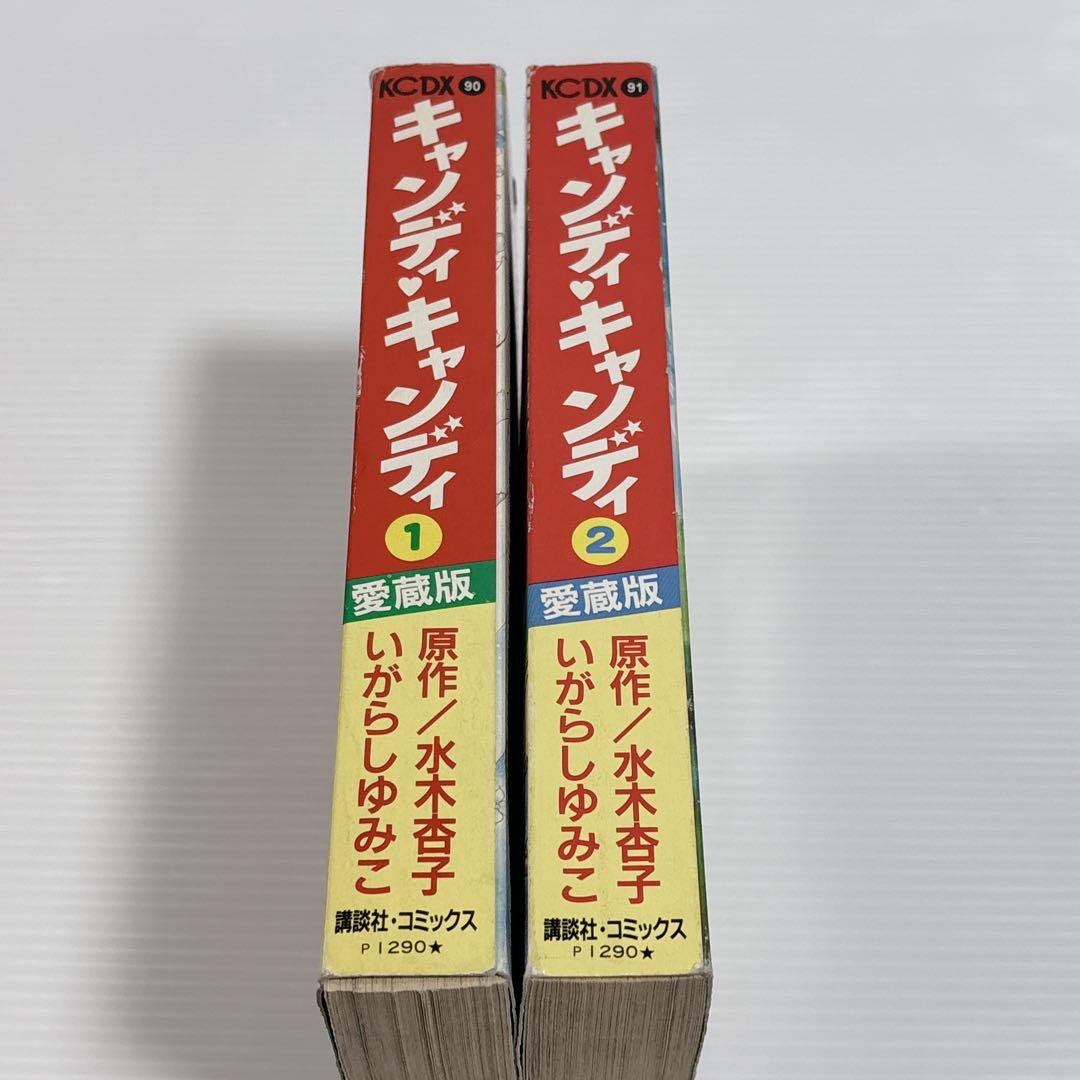 KCDX 90
キャンディ♥キャンディ
1
愛蔵版
原作/水木杏子
いがらしゆみこ
講談社・コミックス
P1290★
KCDX 91
キャンディ♥キャンディ
2
愛蔵版
原作/水木杏子
いがらしゆみこ
講談社・コミックス
P1290★